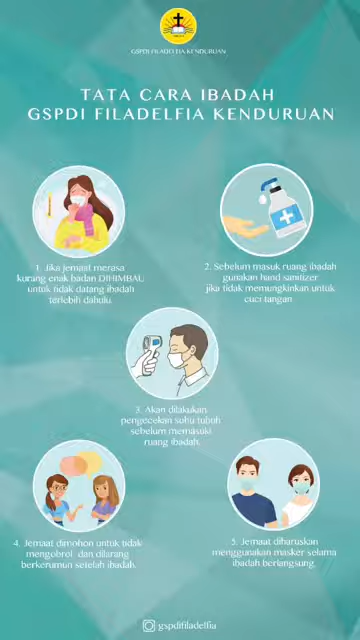 GSPDI FILADELFIA KENDURUAN
TATA CARA IBADAH
GSPDI FILADELFIA KENDURUAN
1. Jika jemaat merasa
kurang enak badan DIHIMBAU
untuk tidak datang ibadah
terlebih dahulu.
2. Sebelum masuk ruang ibadah
gunakan hand sanitizer
jika tidak memungkinkan untuk
cuci tangan
3. Akan dilakukan
pengecekan suhu tubuh
sebelum memasuki
ruang ibadah.
4. Jemaat dimohon untuk tidak
mengobrol dan dilarang
berkerumun setelah ibadah.
5. Jemaat diharuskan
menggunakan masker selama
ibadah berlangsung.
gspdifiladelfia